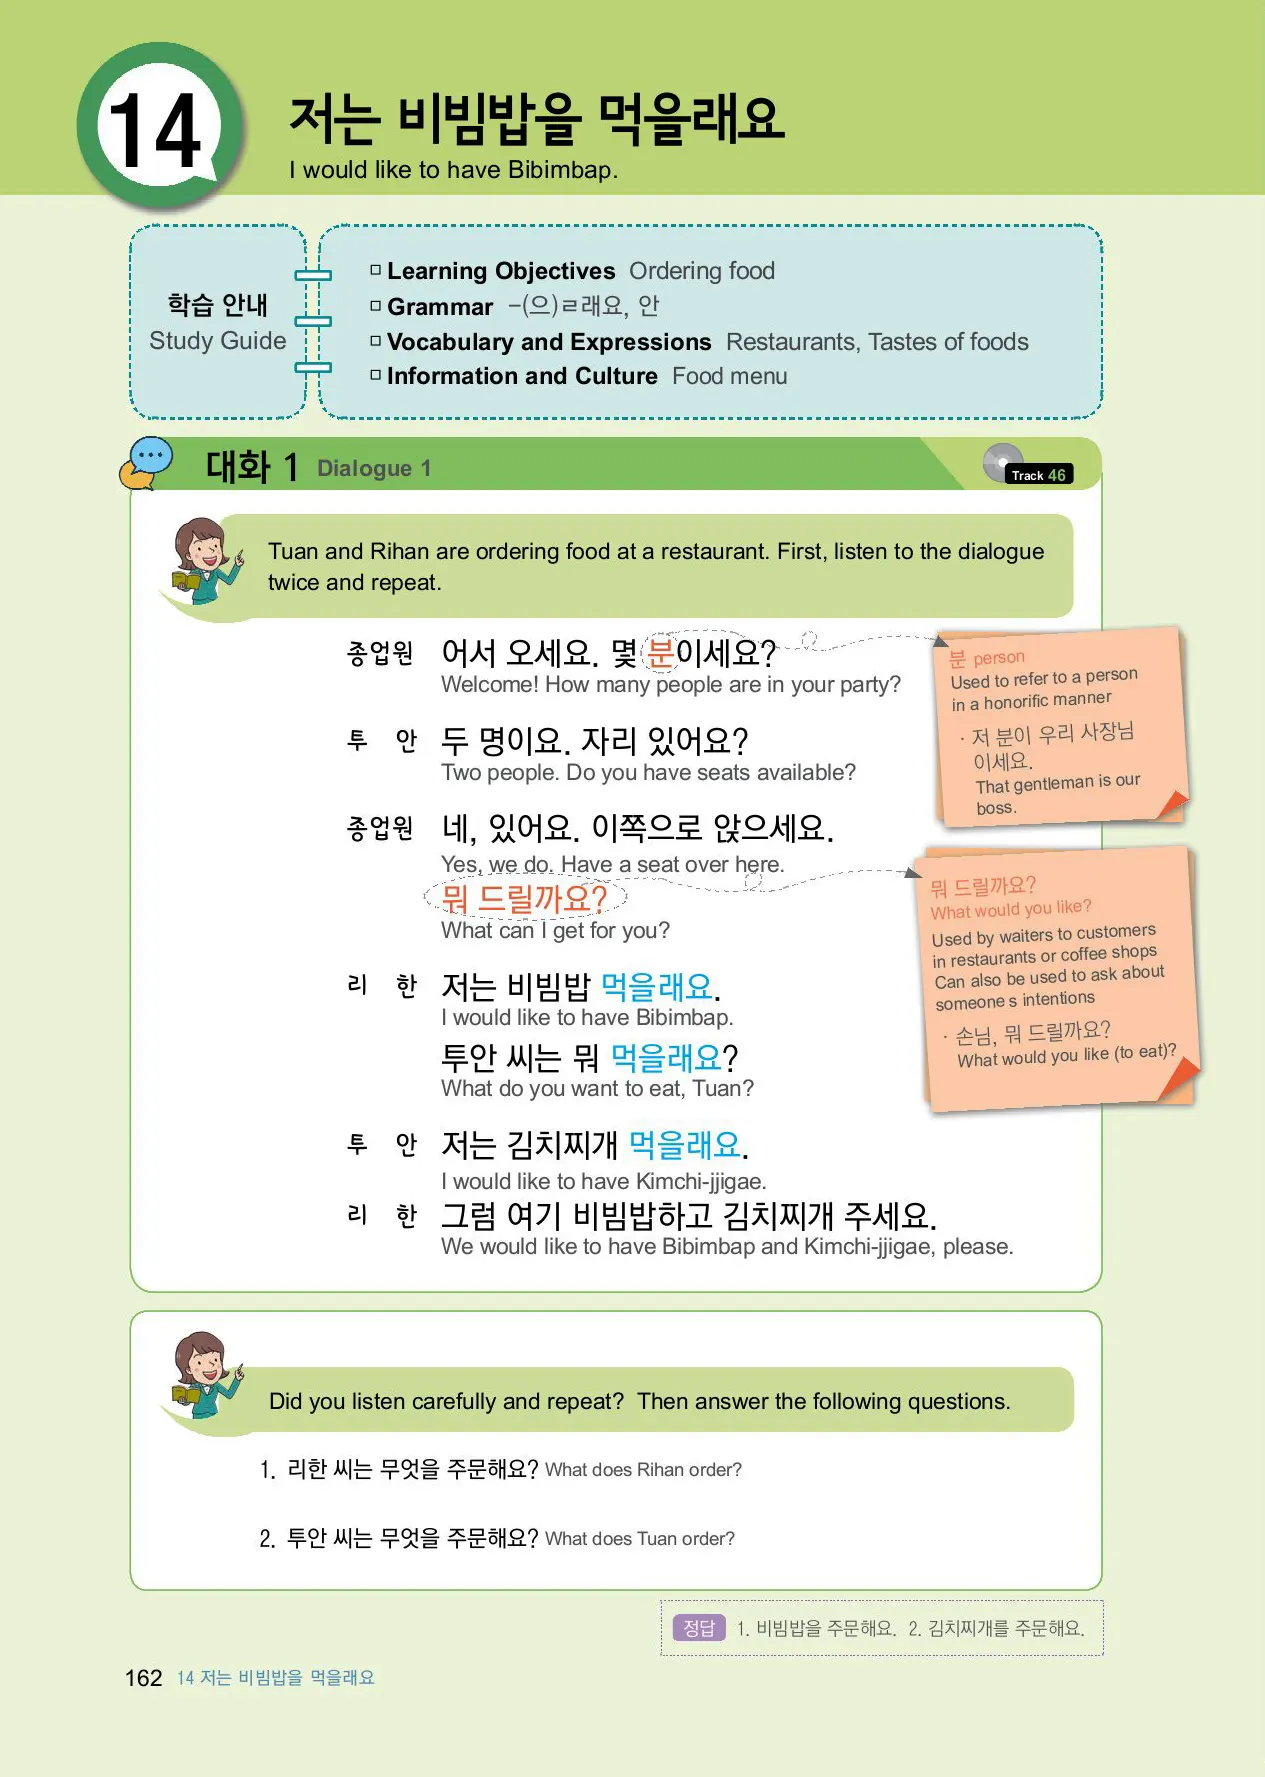 14
저는 비빔밥을 먹을래요
I would like to have Bibimbap.
학습 안내
Study Guide
□ Learning Objectives Ordering food
□ Grammar -(으)ㄹ래요, 안
□ Vocabulary and Expressions Restaurants, Tastes of foods
□ Information and Culture Food menu
대화 1 Dialogue 1
Track 46
Tuan and Rihan are ordering food at a restaurant. First, listen to the dialogue
twice and repeat.
종업원 어서 오세요. 몇 분이세요?
Welcome! How many people are in your party?
투 안 두 명이요. 자리 있어요?
Two people. Do you have seats available?
종업원 네, 있어요. 이쪽으로 앉으세요.
Yes, we do. Have a seat over here.
뭐 드릴까요?
What can I get for you?
리 한 저는 비빔밥 먹을래요.
I would like to have Bibimbap.
투안 씨는 뭐 먹을래요?
What do you want to eat, Tuan?
투 안 저는 김치찌개 먹을래요.
I would like to have Kimchi-jjigae.
리 한 그럼 여기 비빔밥하고 김치찌개 주세요.
We would like to have Bibimbap and Kimchi-jjigae, please.
분 person
Used to refer to a person
in a honorific manner
· 저 분이 우리 사장님
이세요.
That gentleman is our
boss.
뭐 드릴까요?
What would you like?
Used by waiters to customers
in restaurants or coffee shops
Can also be used to ask about
someone s intentions
· 손님, 뭐 드릴까요?
What would you like (to eat)?
Did you listen carefully and repeat? Then answer the following questions.
1. 리한 씨는 무엇을 주문해요? What does Rihan order?
2. 투안 씨는 무엇을 주문해요? What does Tuan order?
정답 1. 비빔밥을 주문해요. 2. 김치찌개를 주문해요.
162 14 저는 비빔밥을 먹을래요